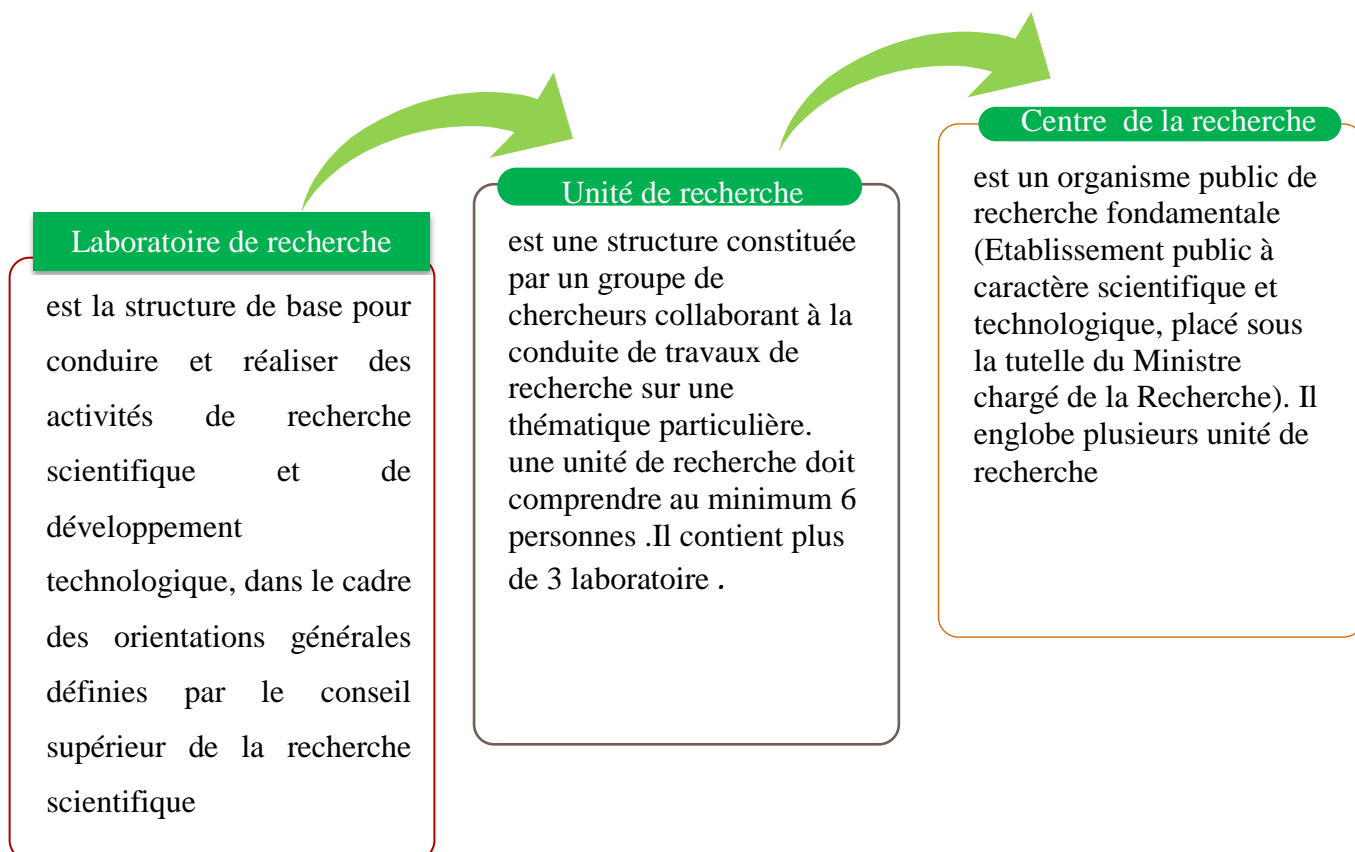 Laboratoire de recherche
est la structure de base pour
conduire et réaliser des
activités de recherche
scientifique et de
développement
technologique, dans le cadre
des orientations générales
définies par le conseil
supérieur de la recherche
scientifique
Unité de recherche
est une structure constituée
par un groupe de
chercheurs collaborant à la
conduite de travaux de
recherche sur une
thématique particulière.
une unité de recherche doit
comprendre au minimum 6
personnes .Il contient plus
de 3 laboratoire .
Centre de la recherche
est un organisme public de
recherche fondamentale
(Etablissement public à
caractère scientifique et
technologique, placé sous
la tutelle du Ministre
chargé de la Recherche). Il
englobe plusieurs unité de
recherche